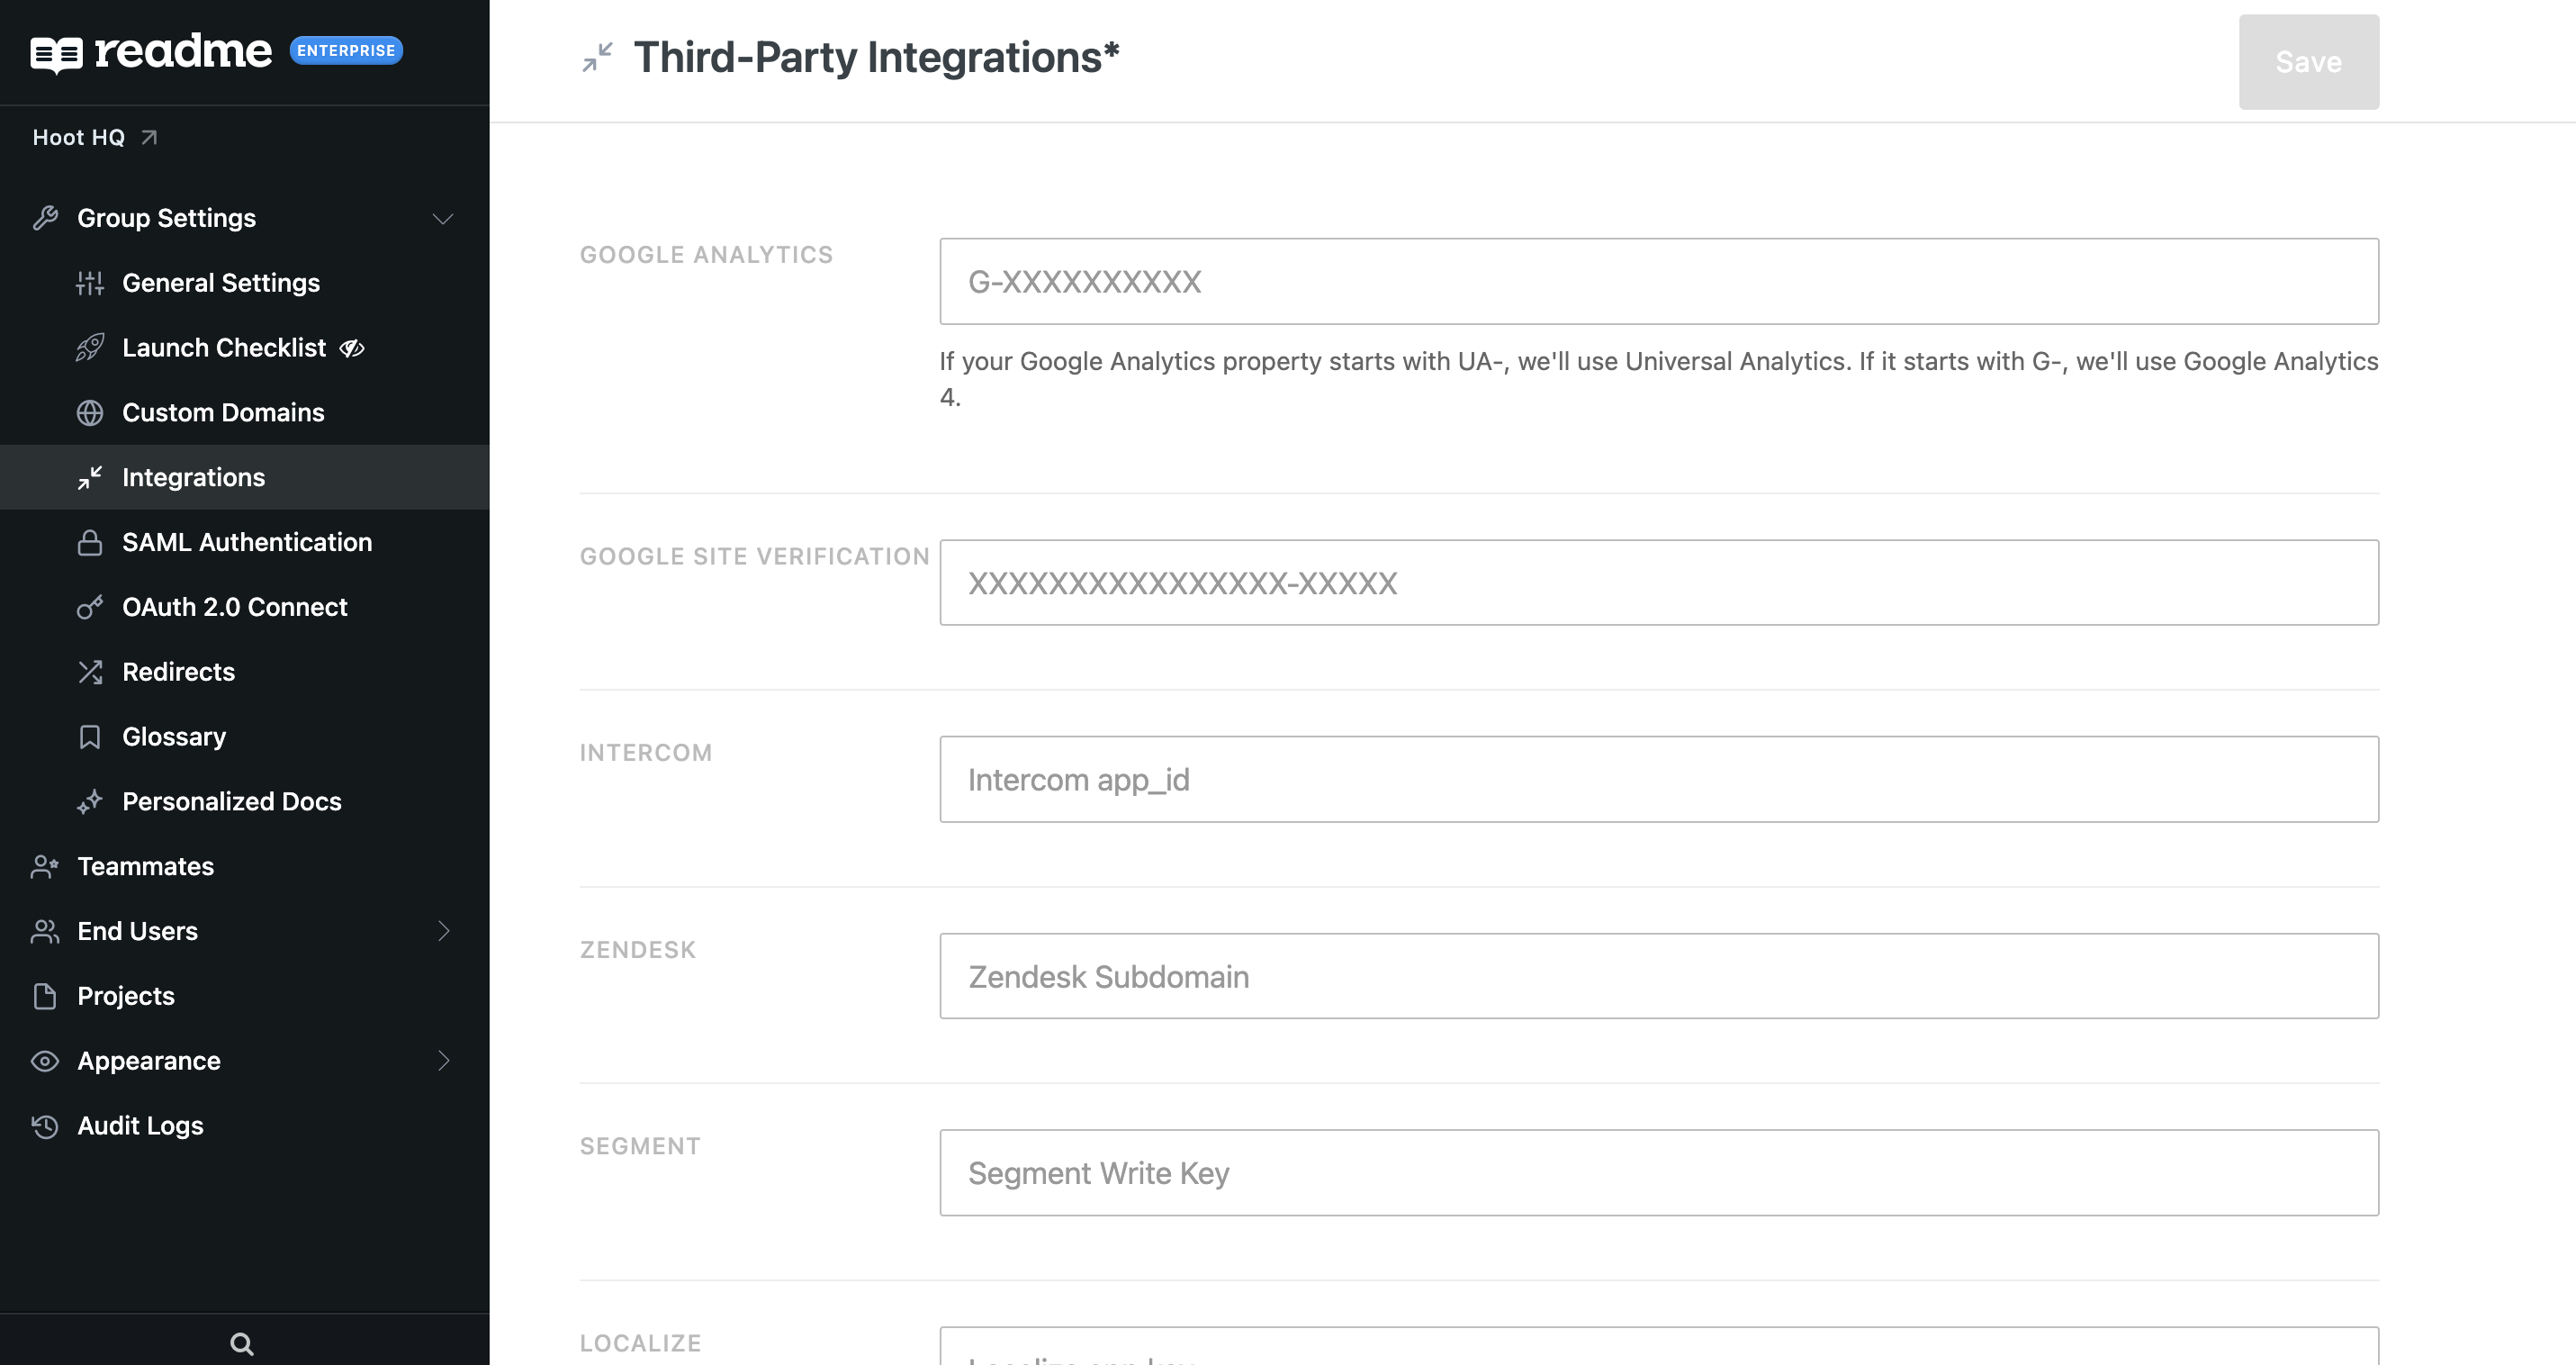 readme ENTERPRISE
Hoot HQ
Group Settings
General Settings
Launch Checklist
Custom Domains
Integrations
SAML Authentication
OAuth 2.0 Connect
Redirects
Glossary
Personalized Docs
Teammates
End Users
Projects
Appearance
Audit Logs
Third-Party Integrations*
Save
GOOGLE ANALYTICS
G-XXXXXXXXXX
If your Google Analytics property starts with UA-, we'll use Universal Analytics. If it starts with G-, we'll use Google Analytics
4.
GOOGLE SITE VERIFICATION
XXXXXXXXXXXXXXXX-XXXXX
INTERCOM
Intercom app_id
ZENDESK
Zendesk Subdomain
SEGMENT
Segment Write Key
LOCALIZE
Localize app key